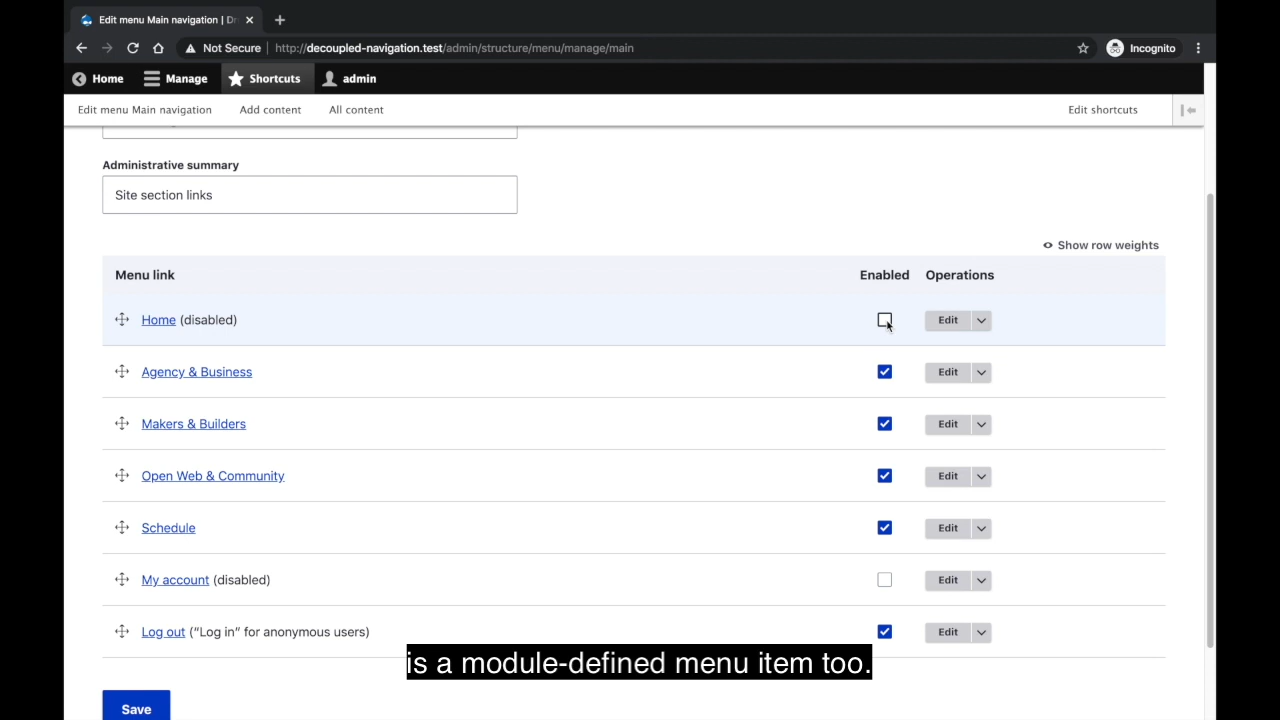 Edit menu Main navigation | Dr
Not Secure | http://decoupled-navigation.test/admin/structure/menu/manage/main
Incognito
Home Manage Shortcuts admin
Edit menu Main navigation Add content All content Edit shortcuts
Administrative summary
Site section links
Show row weights
Menu link Enabled Operations
Home (disabled) Edit
Agency & Business Edit
Makers & Builders Edit
Open Web & Community Edit
Schedule Edit
My account (disabled) Edit
Log out ("Log in" for anonymous users) Edit
is a module-defined menu item too.
Save